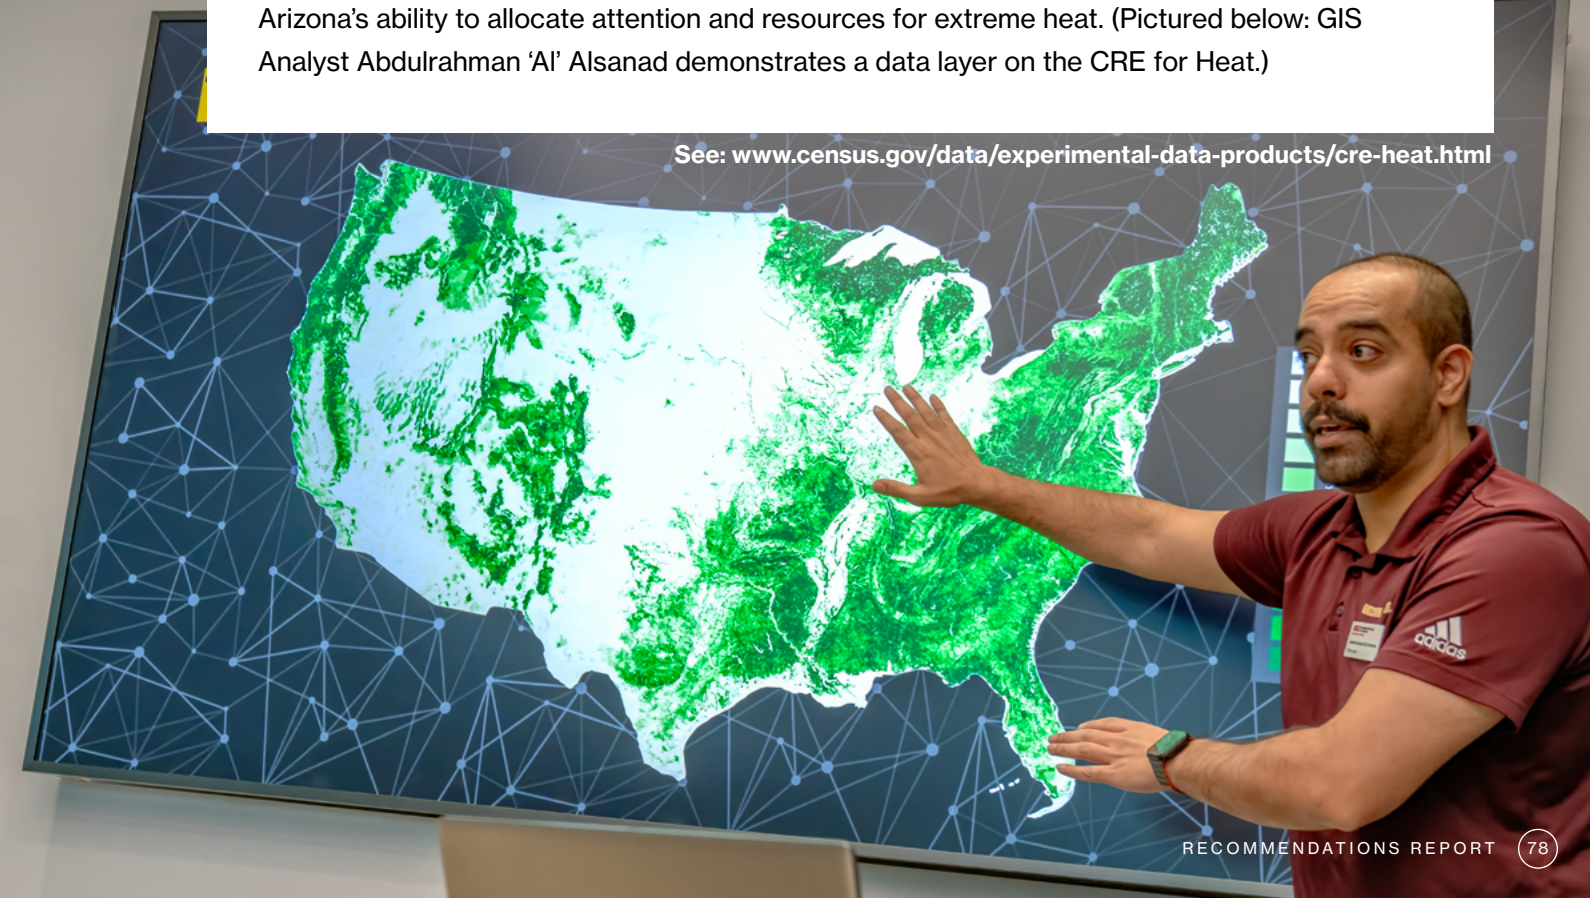 Arizona’s ability to allocate attention and resources for extreme heat. (Pictured below: GIS
Analyst Abdulrahman ‘Al’ Alsanad demonstrates a data layer on the CRE for Heat.)
See: www.census.gov/data/experimental-data-products/cre-heat.html
adidas
RECOMMENDATIONS REPORT 78